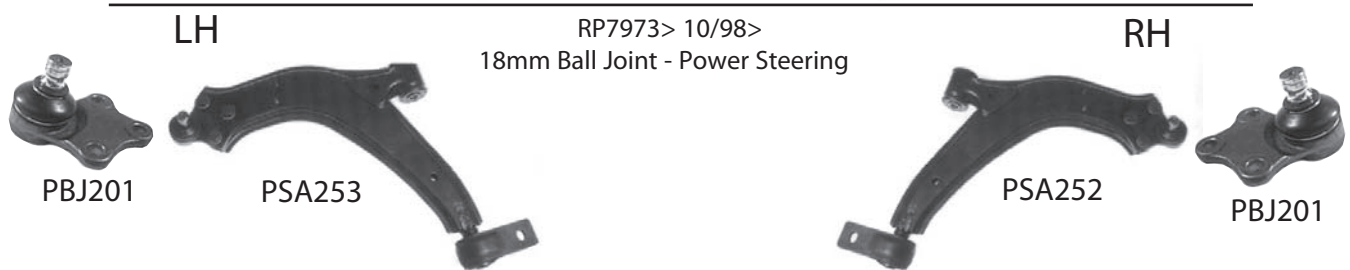 LH
RP7973> 10/98>
18mm Ball Joint - Power Steering
RH
PBJ201
PSA253
PSA252
PBJ201